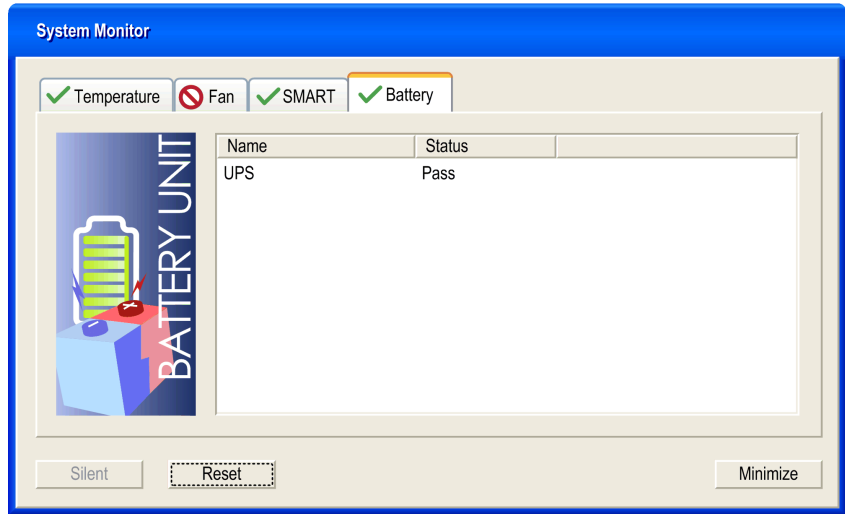 System Monitor
Temperature Fan SMART Battery
BATTERY UNIT
Name Status
UPS Pass
Silent Reset Minimize